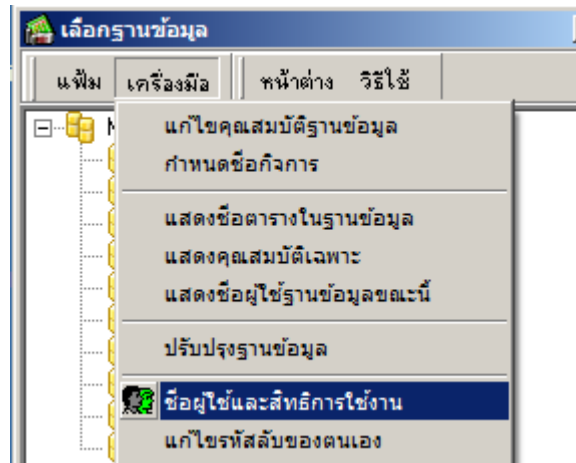 เลือกฐานข้อมูล
แฟ้ม เครื่องมือ หน้าต่าง วิธีใช้
แก้ไขคุณสมบัติฐานข้อมูล
กำหนดชื่อกิจการ
แสดงชื่อตารางในฐานข้อมูล
แสดงคุณสมบัติเฉพาะ
แสดงชื่อผู้ใช้ฐานข้อมูลขณะนี้
ปรับปรุงฐานข้อมูล
ชื่อผู้ใช้และสิทธิการใช้งาน
แก้ไขรหัสลับของตนเอง